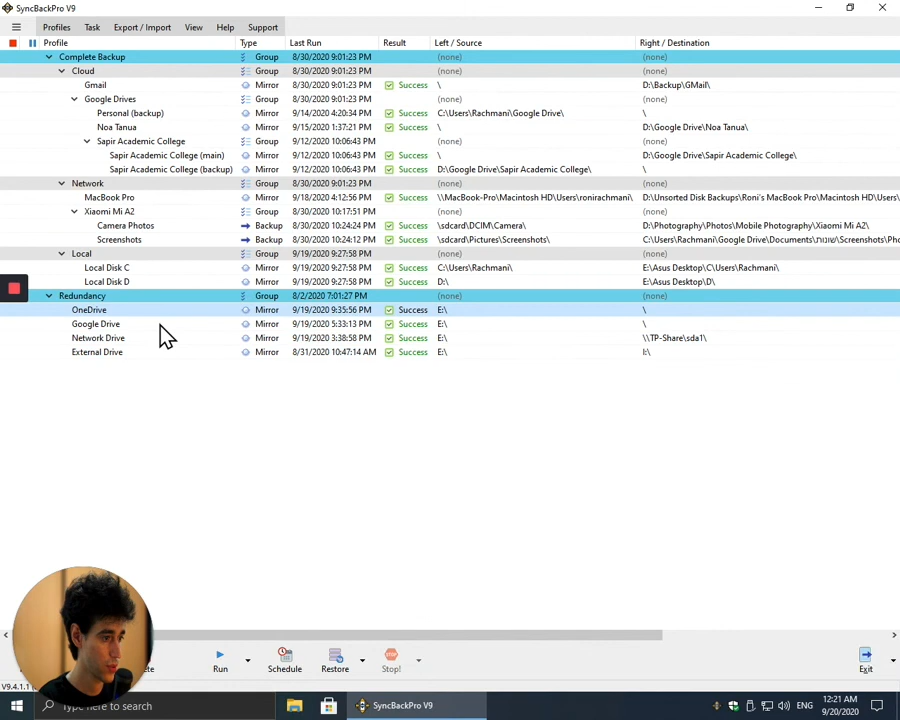 SyncBackPro V9
Profiles Task Export / Import View Help Support
Profile Type Last Run Result Left / Source Right / Destination
Complete Backup Group 8/30/2020 9:01:23 PM (none) (none)
Cloud Group 8/30/2020 9:01:23 PM (none) (none)
Gmail Mirror 8/30/2020 9:01:23 PM Success \ D:\Backup\GMail\
Google Drives Group 8/30/2020 9:01:23 PM (none) (none)
Personal (backup) Mirror 9/14/2020 4:20:34 PM Success C:\Users\Rachmani\Google Drive\ \
Noa Tanua Mirror 9/15/2020 1:37:21 PM Success \ D:\Google Drive\Noa Tanua\
Sapir Academic College Group 9/12/2020 10:06:43 PM (none) (none)
Sapir Academic College (main) Mirror 9/12/2020 10:06:43 PM Success \ D:\Google Drive\Sapir Academic College\
Sapir Academic College (backup) Mirror 9/12/2020 10:06:43 PM Success D:\Google Drive\Sapir Academic College\ \
Network Group 8/30/2020 9:01:23 PM (none) (none)
MacBook Pro Mirror 9/18/2020 4:12:56 PM Success \\MacBook-Pro\Macintosh HD\Users\ronirachmani\ D:\Unsorted Disk Backups\Roni's MacBook Pro\Macintosh HD\Users\
Xiaomi Mi A2 Group 8/30/2020 10:17:51 PM (none) (none)
Camera Photos Backup 8/30/2020 10:24:24 PM Success \sdcard\DCIM\Camera\ D:\Photography\Photos\Mobile Photography\Xiaomi Mi A2\
Screenshots Backup 8/30/2020 10:24:12 PM Success \sdcard\Pictures\Screenshots\ C:\Users\Rachmani\Google Drive\Documents\שונות\Screenshots\Pho
Local Group 9/19/2020 9:27:58 PM (none) (none)
Local Disk C Mirror 9/19/2020 9:27:58 PM Success C:\Users\Rachmani\ E:\Asus Desktop\C\Users\Rachmani\
Local Disk D Mirror 9/19/2020 9:27:58 PM Success D:\ E:\Asus Desktop\D\
Redundancy Group 8/2/2020 7:01:27 PM (none) (none)
OneDrive Mirror 9/19/2020 9:35:56 PM Success E:\ \
Google Drive Mirror 9/19/2020 5:33:13 PM Success E:\ \
Network Drive Mirror 9/19/2020 3:38:58 PM Success E:\ \\TP-Share\sda1\
External Drive Mirror 8/31/2020 10:47:14 AM Success E:\ I:\
Run Schedule Restore Stop! Exit
V9.4.1.1
Type here to search SyncBackPro V9 ENG 12:21 AM
9/20/2020